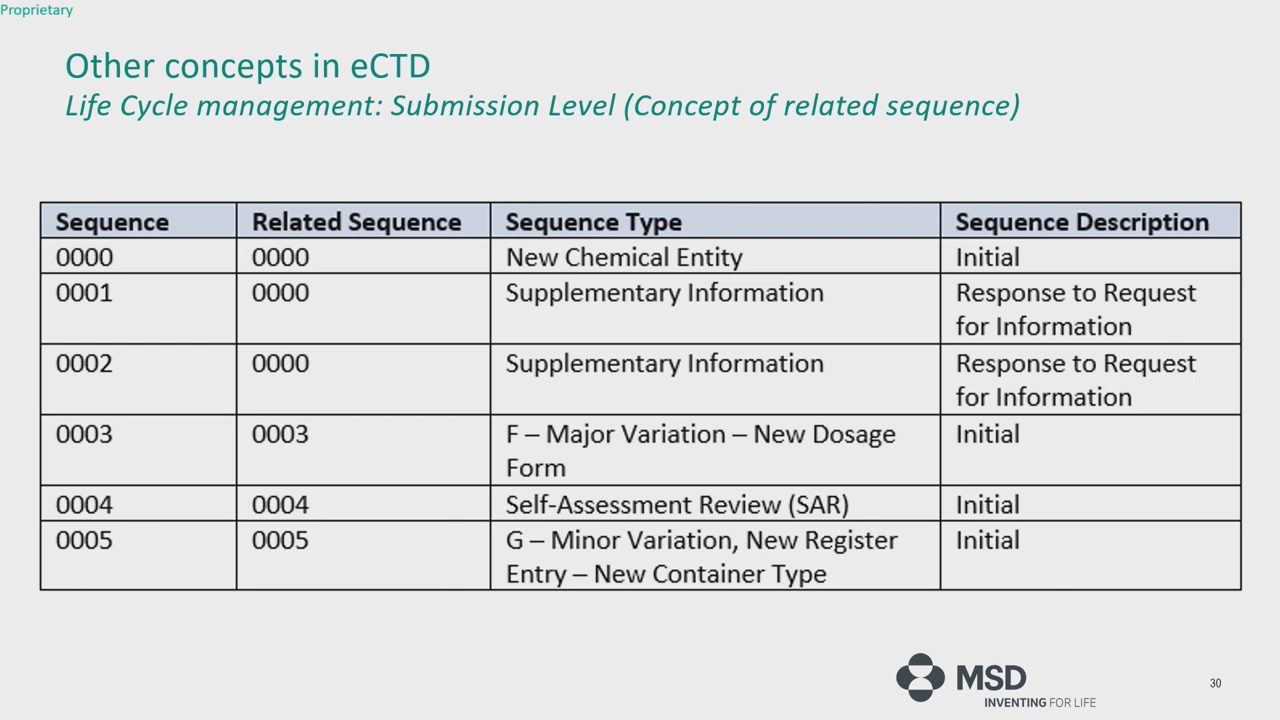 Proprietary
Other concepts in eCTD
Life Cycle management: Submission Level (Concept of related sequence)
Sequence Related Sequence Sequence Type Sequence Description
0000 0000 New Chemical Entity Initial
0001 0000 Supplementary Information Response to Request
for Information
0002 0000 Supplementary Information Response to Request
for Information
0003 0003 F – Major Variation – New Dosage Initial
Form
0004 0004 Self-Assessment Review (SAR) Initial
0005 0005 G – Minor Variation, New Register Initial
Entry – New Container Type
MSD
INVENTING FOR LIFE
30